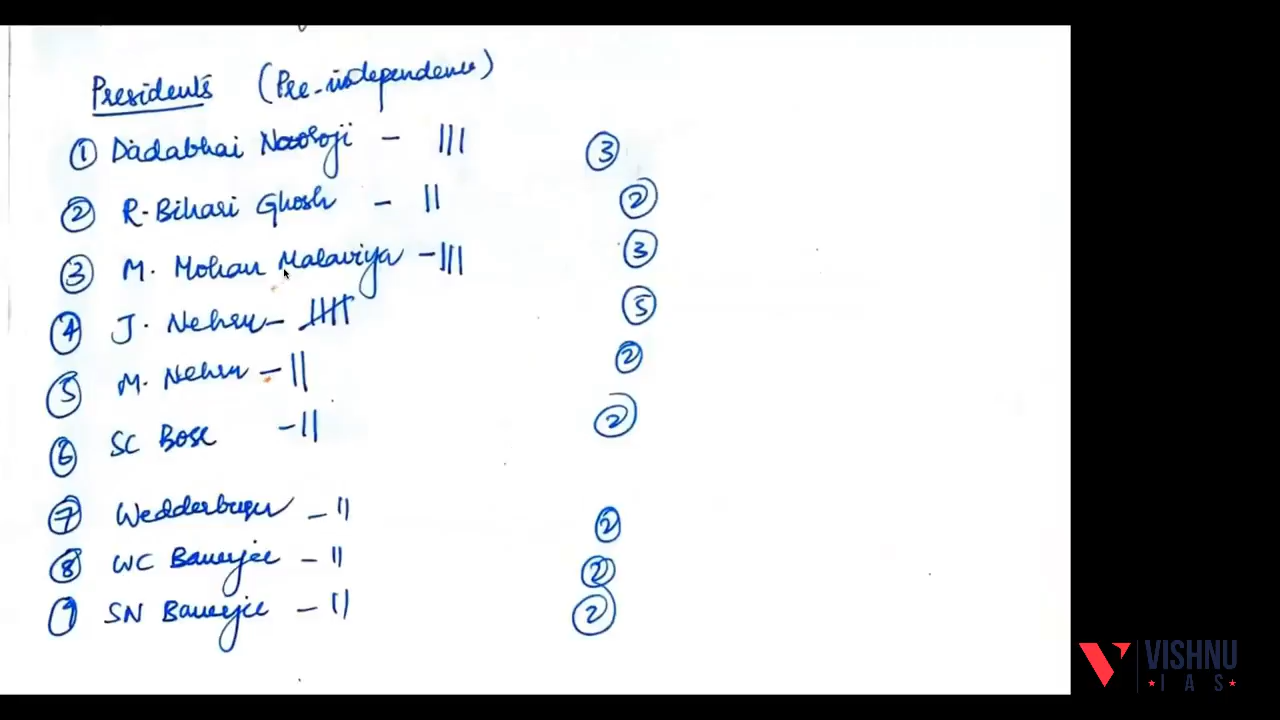 Presidents (Pre-independence)
① Dadabhai Naoroji - ||| ③
② R. Bihari Ghosh - || ②
③ M. Mohan Malaviya - ||| ③
④ J. Nehru - |||| ⑤
⑤ M. Nehru - || ②
⑥ SC Bose - || ②
⑦ Wedderburn - || ②
⑧ WC Banerjee - || ②
⑨ SN Banerjee - || ②
VISHNU
IAS